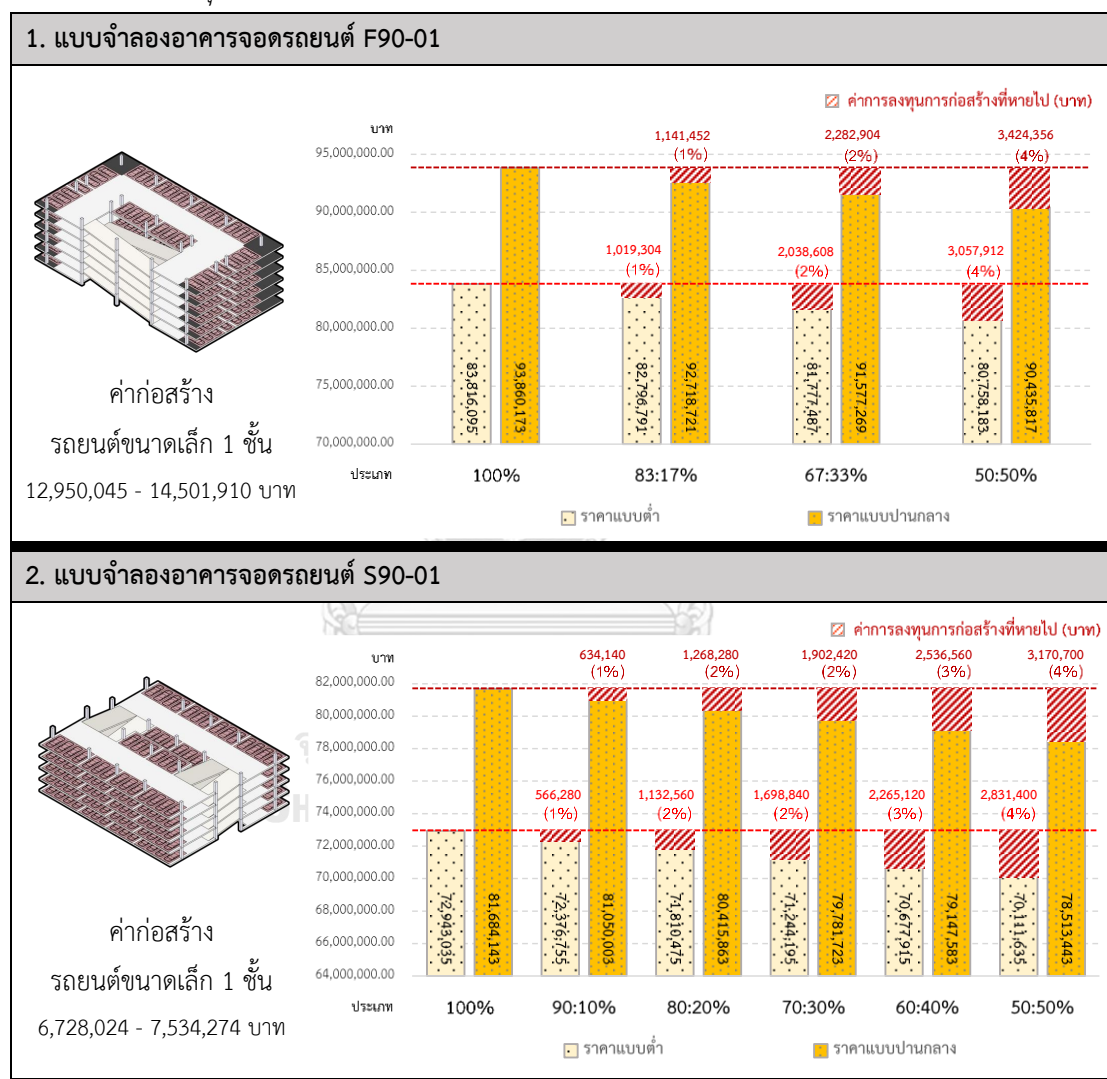 1. แบบจำลองอาคารจอดรถยนต์ F90-01
ค่าการลงทุนการก่อสร้างที่หายไป (บาท)
บาท
1,141,452 2,282,904 3,424,356
(1%) (2%) (4%)
95,000,000.00
90,000,000.00
85,000,000.00
80,000,000.00
75,000,000.00
70,000,000.00
1,019,304 2,038,608 3,057,912
(1%) (2%) (4%)
83,816,095 93,860,173 82,796,791 92,718,721 81,777,487 91,577,269 80,758,183 90,435,817
ค่าก่อสร้าง
รถยนต์ขนาดเล็ก 1 ชั้น
12,950,045 - 14,501,910 บาท
ประเภท 100% 83:17% 67:33% 50:50%
ราคาแบบต่ำ ราคาแบบปานกลาง
2. แบบจำลองอาคารจอดรถยนต์ S90-01
ค่าการลงทุนการก่อสร้างที่หายไป (บาท)
บาท
634,140 1,268,280 1,902,420 2,536,560 3,170,700
(1%) (2%) (2%) (3%) (4%)
82,000,000.00
80,000,000.00
78,000,000.00
76,000,000.00
74,000,000.00
72,000,000.00
70,000,000.00
68,000,000.00
66,000,000.00
64,000,000.00
566,280 1,132,560 1,698,840 2,265,120 2,831,400
(1%) (2%) (2%) (3%) (4%)
72,943,035 81,684,143 72,376,755 81,050,003 71,810,475 80,415,863 71,244,195 79,781,723 70,677,915 79,147,583 70,111,635 78,513,443
ค่าก่อสร้าง
รถยนต์ขนาดเล็ก 1 ชั้น
6,728,024 - 7,534,274 บาท
ประเภท 100% 90:10% 80:20% 70:30% 60:40% 50:50%
ราคาแบบต่ำ ราคาแบบปานกลาง